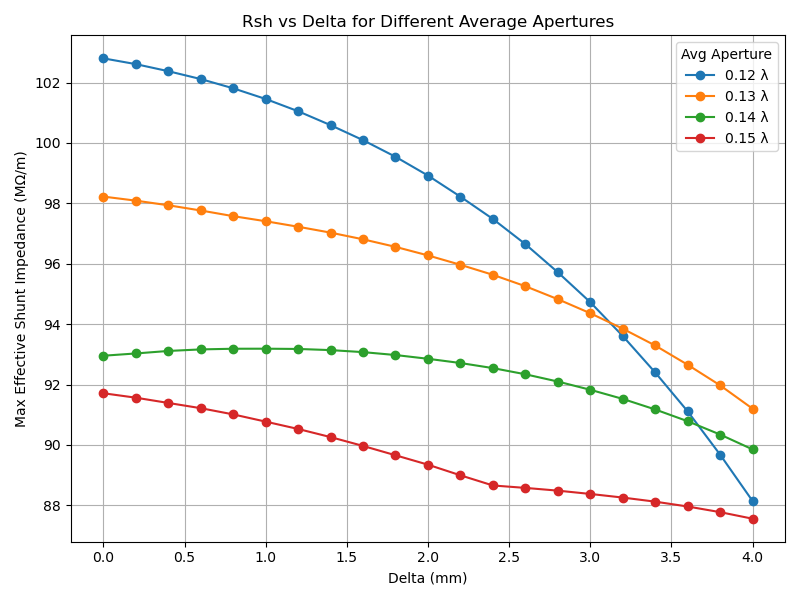 Rsh vs Delta for Different Average Apertures
Max Effective Shunt Impedance (MΩ/m)
102
100
98
96
94
92
90
88
Avg Aperture
0.12 λ
0.13 λ
0.14 λ
0.15 λ
0.0 0.5 1.0 1.5 2.0 2.5 3.0 3.5 4.0
Delta (mm)